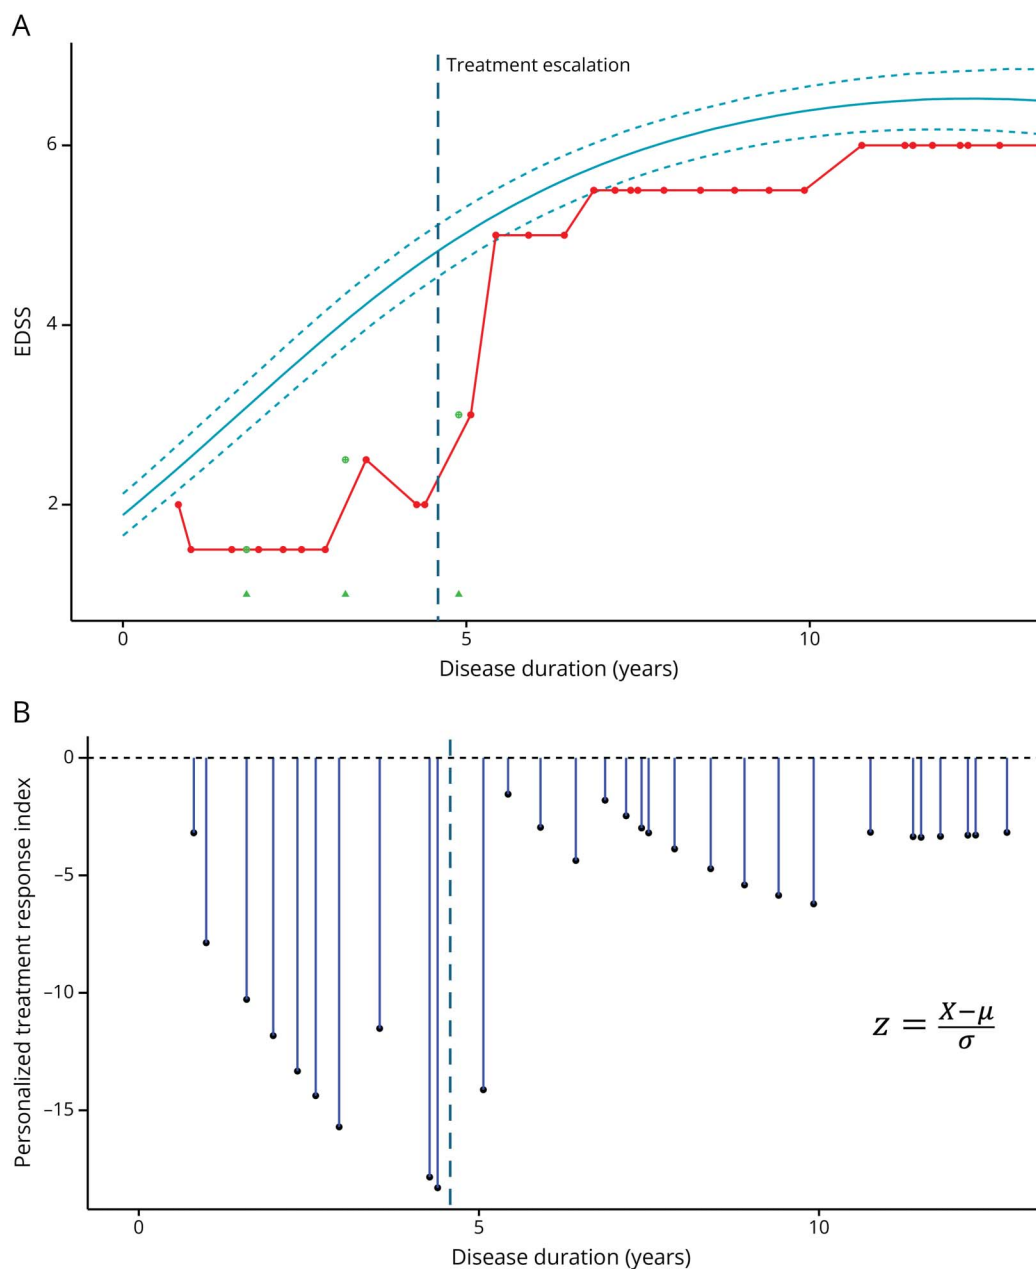 A
Treatment escalation
6
4
2
EDSS
0 5 10
Disease duration (years)
B
0
−5
−10
−15
Personalized treatment response index
z = (X−μ)/σ
0 5 10
Disease duration (years)